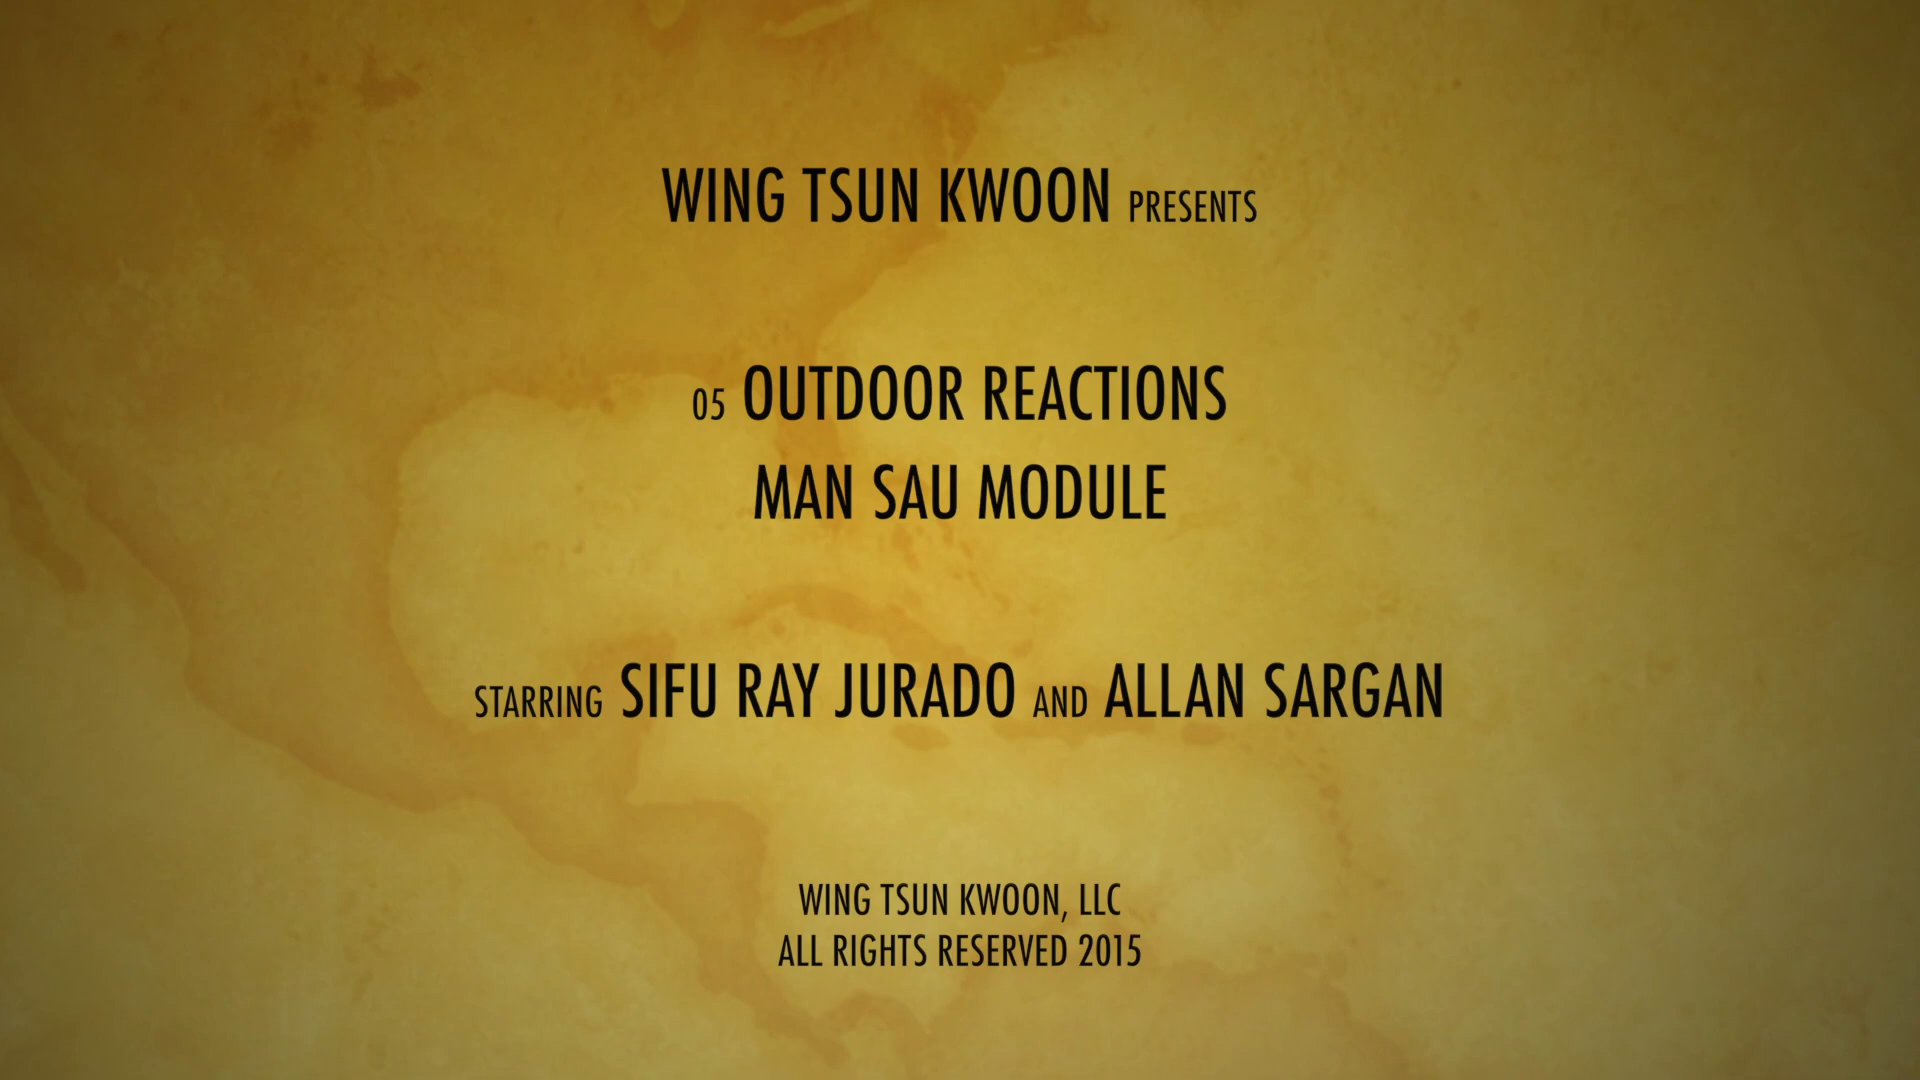 WING TSUN KWOON PRESENTS
05 OUTDOOR REACTIONS
MAN SAU MODULE
STARRING SIFU RAY JURADO AND ALLAN SARGAN
WING TSUN KWOON, LLC
ALL RIGHTS RESERVED 2015